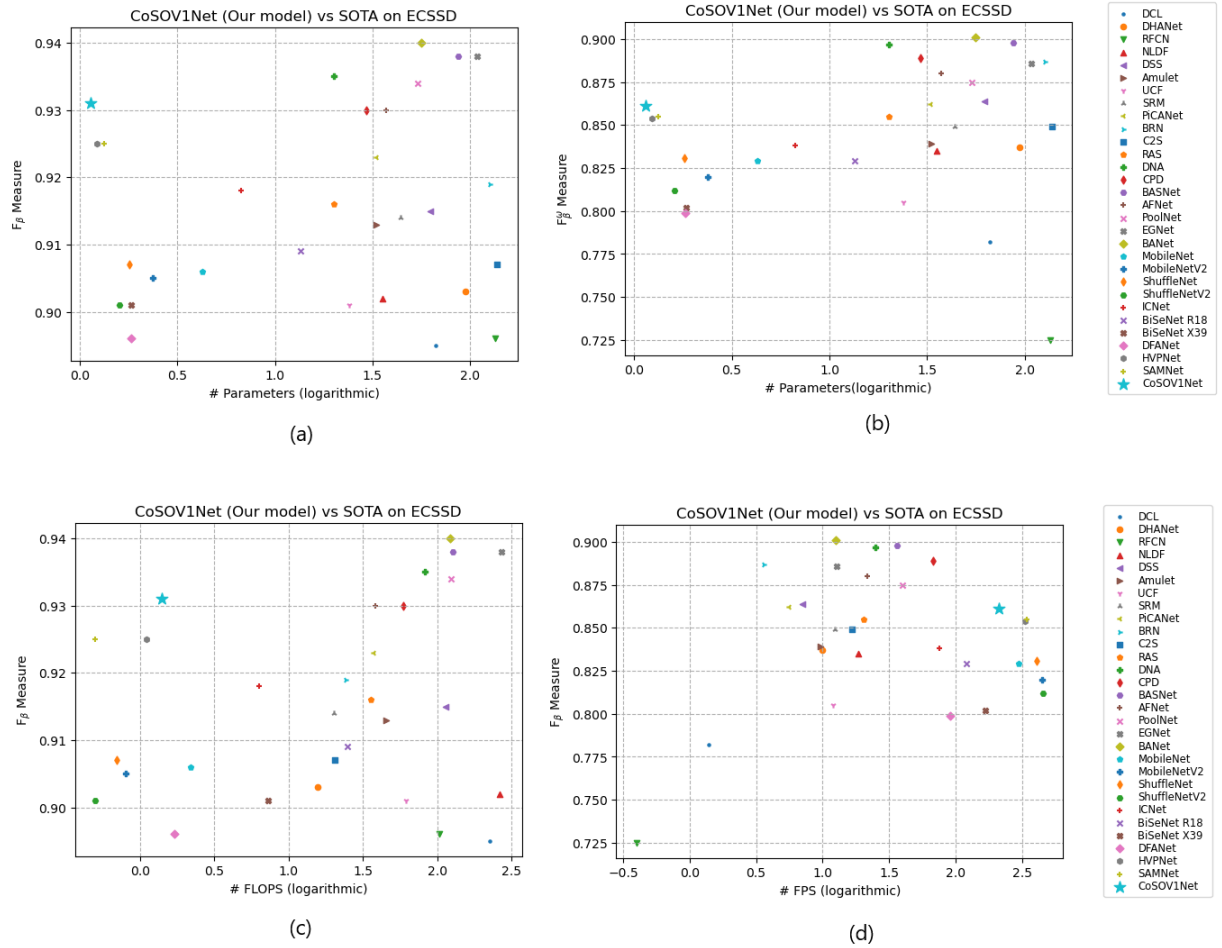 CoSOV1Net (Our model) vs SOTA on ECSSD
0.94
0.93
0.92
0.91
0.90
Fβ Measure
0.0 0.5 1.0 1.5 2.0
# Parameters (logarithmic)
(a)
CoSOV1Net (Our model) vs SOTA on ECSSD
0.900
0.875
0.850
0.825
0.800
0.775
0.750
0.725
Fβω Measure
0.0 0.5 1.0 1.5 2.0
# Parameters(logarithmic)
(b)
DCL
DHANet
RFCN
NLDF
DSS
Amulet
UCF
SRM
PiCANet
BRN
C2S
RAS
DNA
CPD
BASNet
AFNet
PoolNet
EGNet
BANet
MobileNet
MobileNetV2
ShuffleNet
ShuffleNetV2
ICNet
BiSeNet R18
BiSeNet X39
DFANet
HVPNet
SAMNet
CoSOV1Net
CoSOV1Net (Our model) vs SOTA on ECSSD
0.94
0.93
0.92
0.91
0.90
Fβ Measure
0.0 0.5 1.0 1.5 2.0 2.5
# FLOPS (logarithmic)
(c)
CoSOV1Net (Our model) vs SOTA on ECSSD
0.900
0.875
0.850
0.825
0.800
0.775
0.750
0.725
Fβ Measure
−0.5 0.0 0.5 1.0 1.5 2.0 2.5
# FPS (logarithmic)
(d)
DCL
DHANet
RFCN
NLDF
DSS
Amulet
UCF
SRM
PiCANet
BRN
C2S
RAS
DNA
CPD
BASNet
AFNet
PoolNet
EGNet
BANet
MobileNet
MobileNetV2
ShuffleNet
ShuffleNetV2
ICNet
BiSeNet R18
BiSeNet X39
DFANet
HVPNet
SAMNet
CoSOV1Net